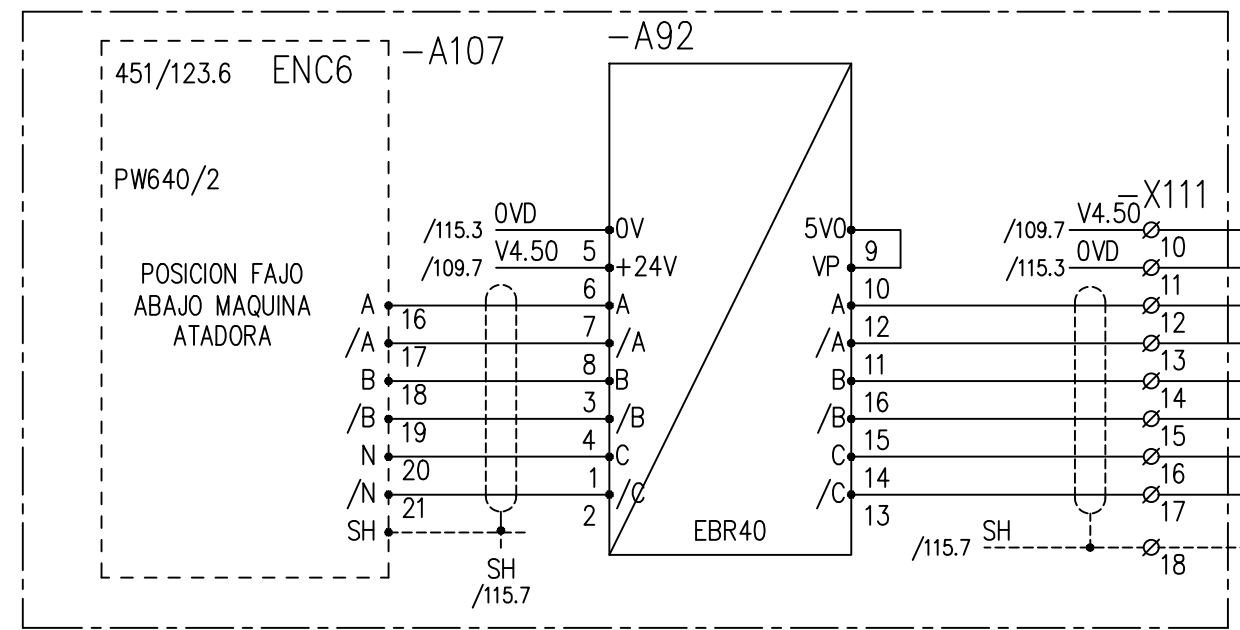 -A107
-A92
451/123.6 ENC6
PW640/2
POSICION FAJO
ABAJO MAQUINA
ATADORA
-X111
/115.3 0VD 0V 5V0 /109.7 V4.50
5 9 10
/109.7 V4.50 +24V VP /115.3 0VD
6 10 11
A A A
16 7 12 12
/A /A /A
17 8 11 13
B B B
18 3 16 14
/B /B /B
19 4 15 15
N C C
20 1 14 16
/N /C /C
21 2 13 17
SH EBR40 /115.7 SH
18
SH
/115.7